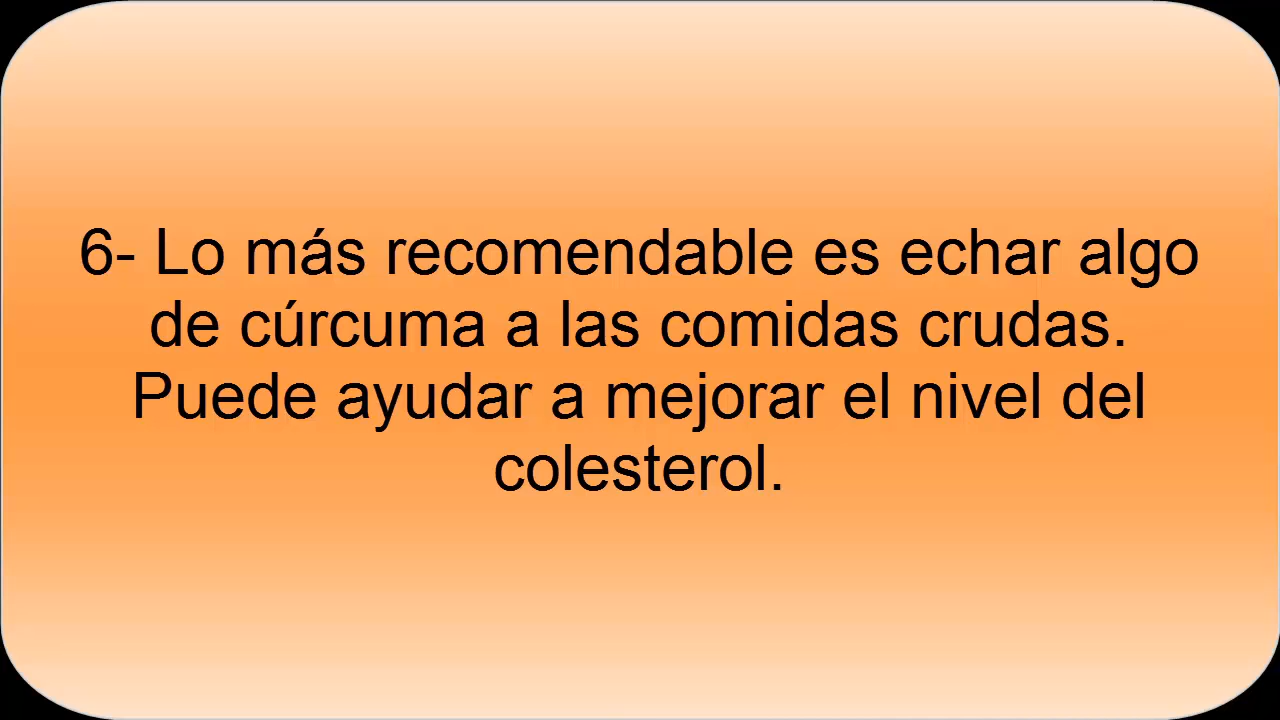 6- Lo más recomendable es echar algo
de cúrcuma a las comidas crudas.
Puede ayudar a mejorar el nivel del
colesterol.